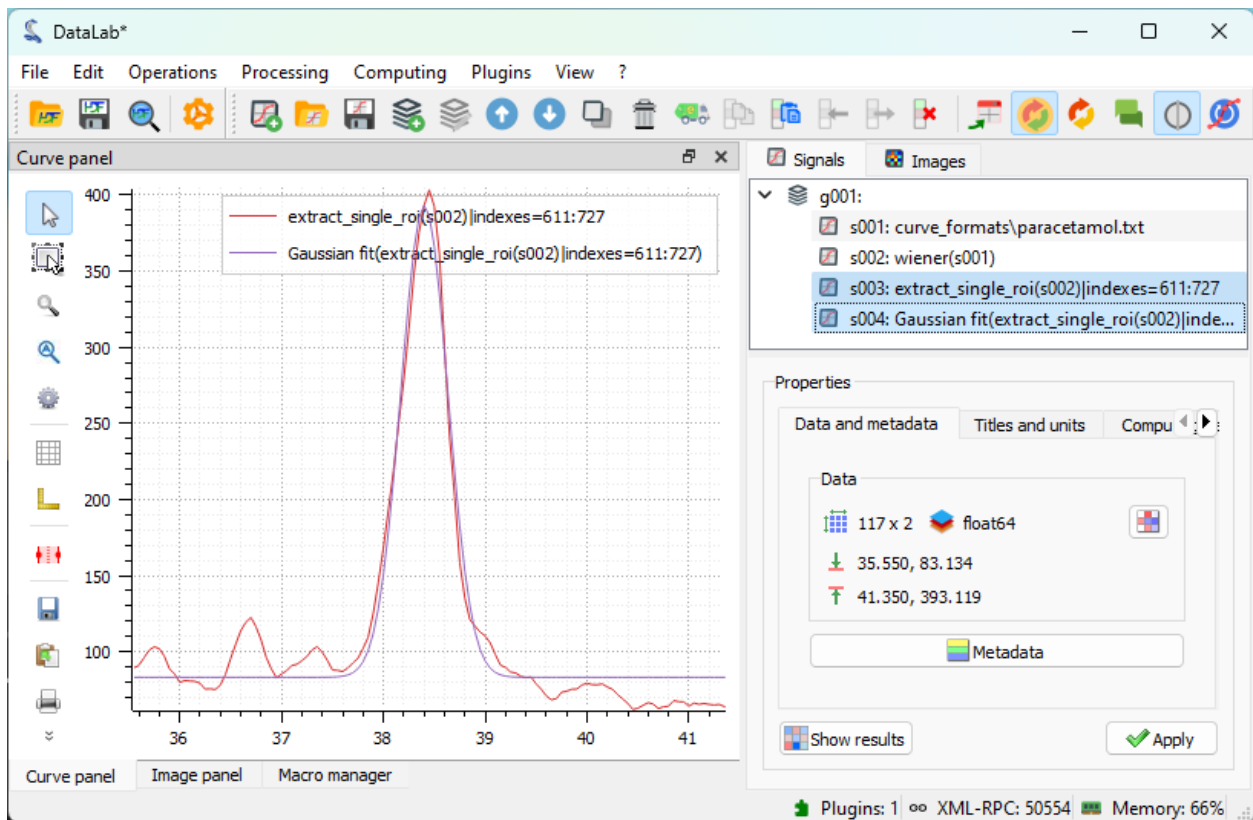 DataLab*
File Edit Operations Processing Computing Plugins View ?
Curve panel
400
350
300
250
200
150
100
36 37 38 39 40 41
extract_single_roi(s002)|indexes=611:727
Gaussian fit(extract_single_roi(s002)|indexes=611:727)
Curve panel Image panel Macro manager
Signals Images
g001:
s001: curve_formats\paracetamol.txt
s002: wiener(s001)
s003: extract_single_roi(s002)|indexes=611:727
s004: Gaussian fit(extract_single_roi(s002)|inde...
Properties
Data and metadata Titles and units Compu
Data
117 x 2 float64
35.550, 83.134
41.350, 393.119
Metadata
Show results Apply
Plugins: 1 XML-RPC: 50554 Memory: 66%